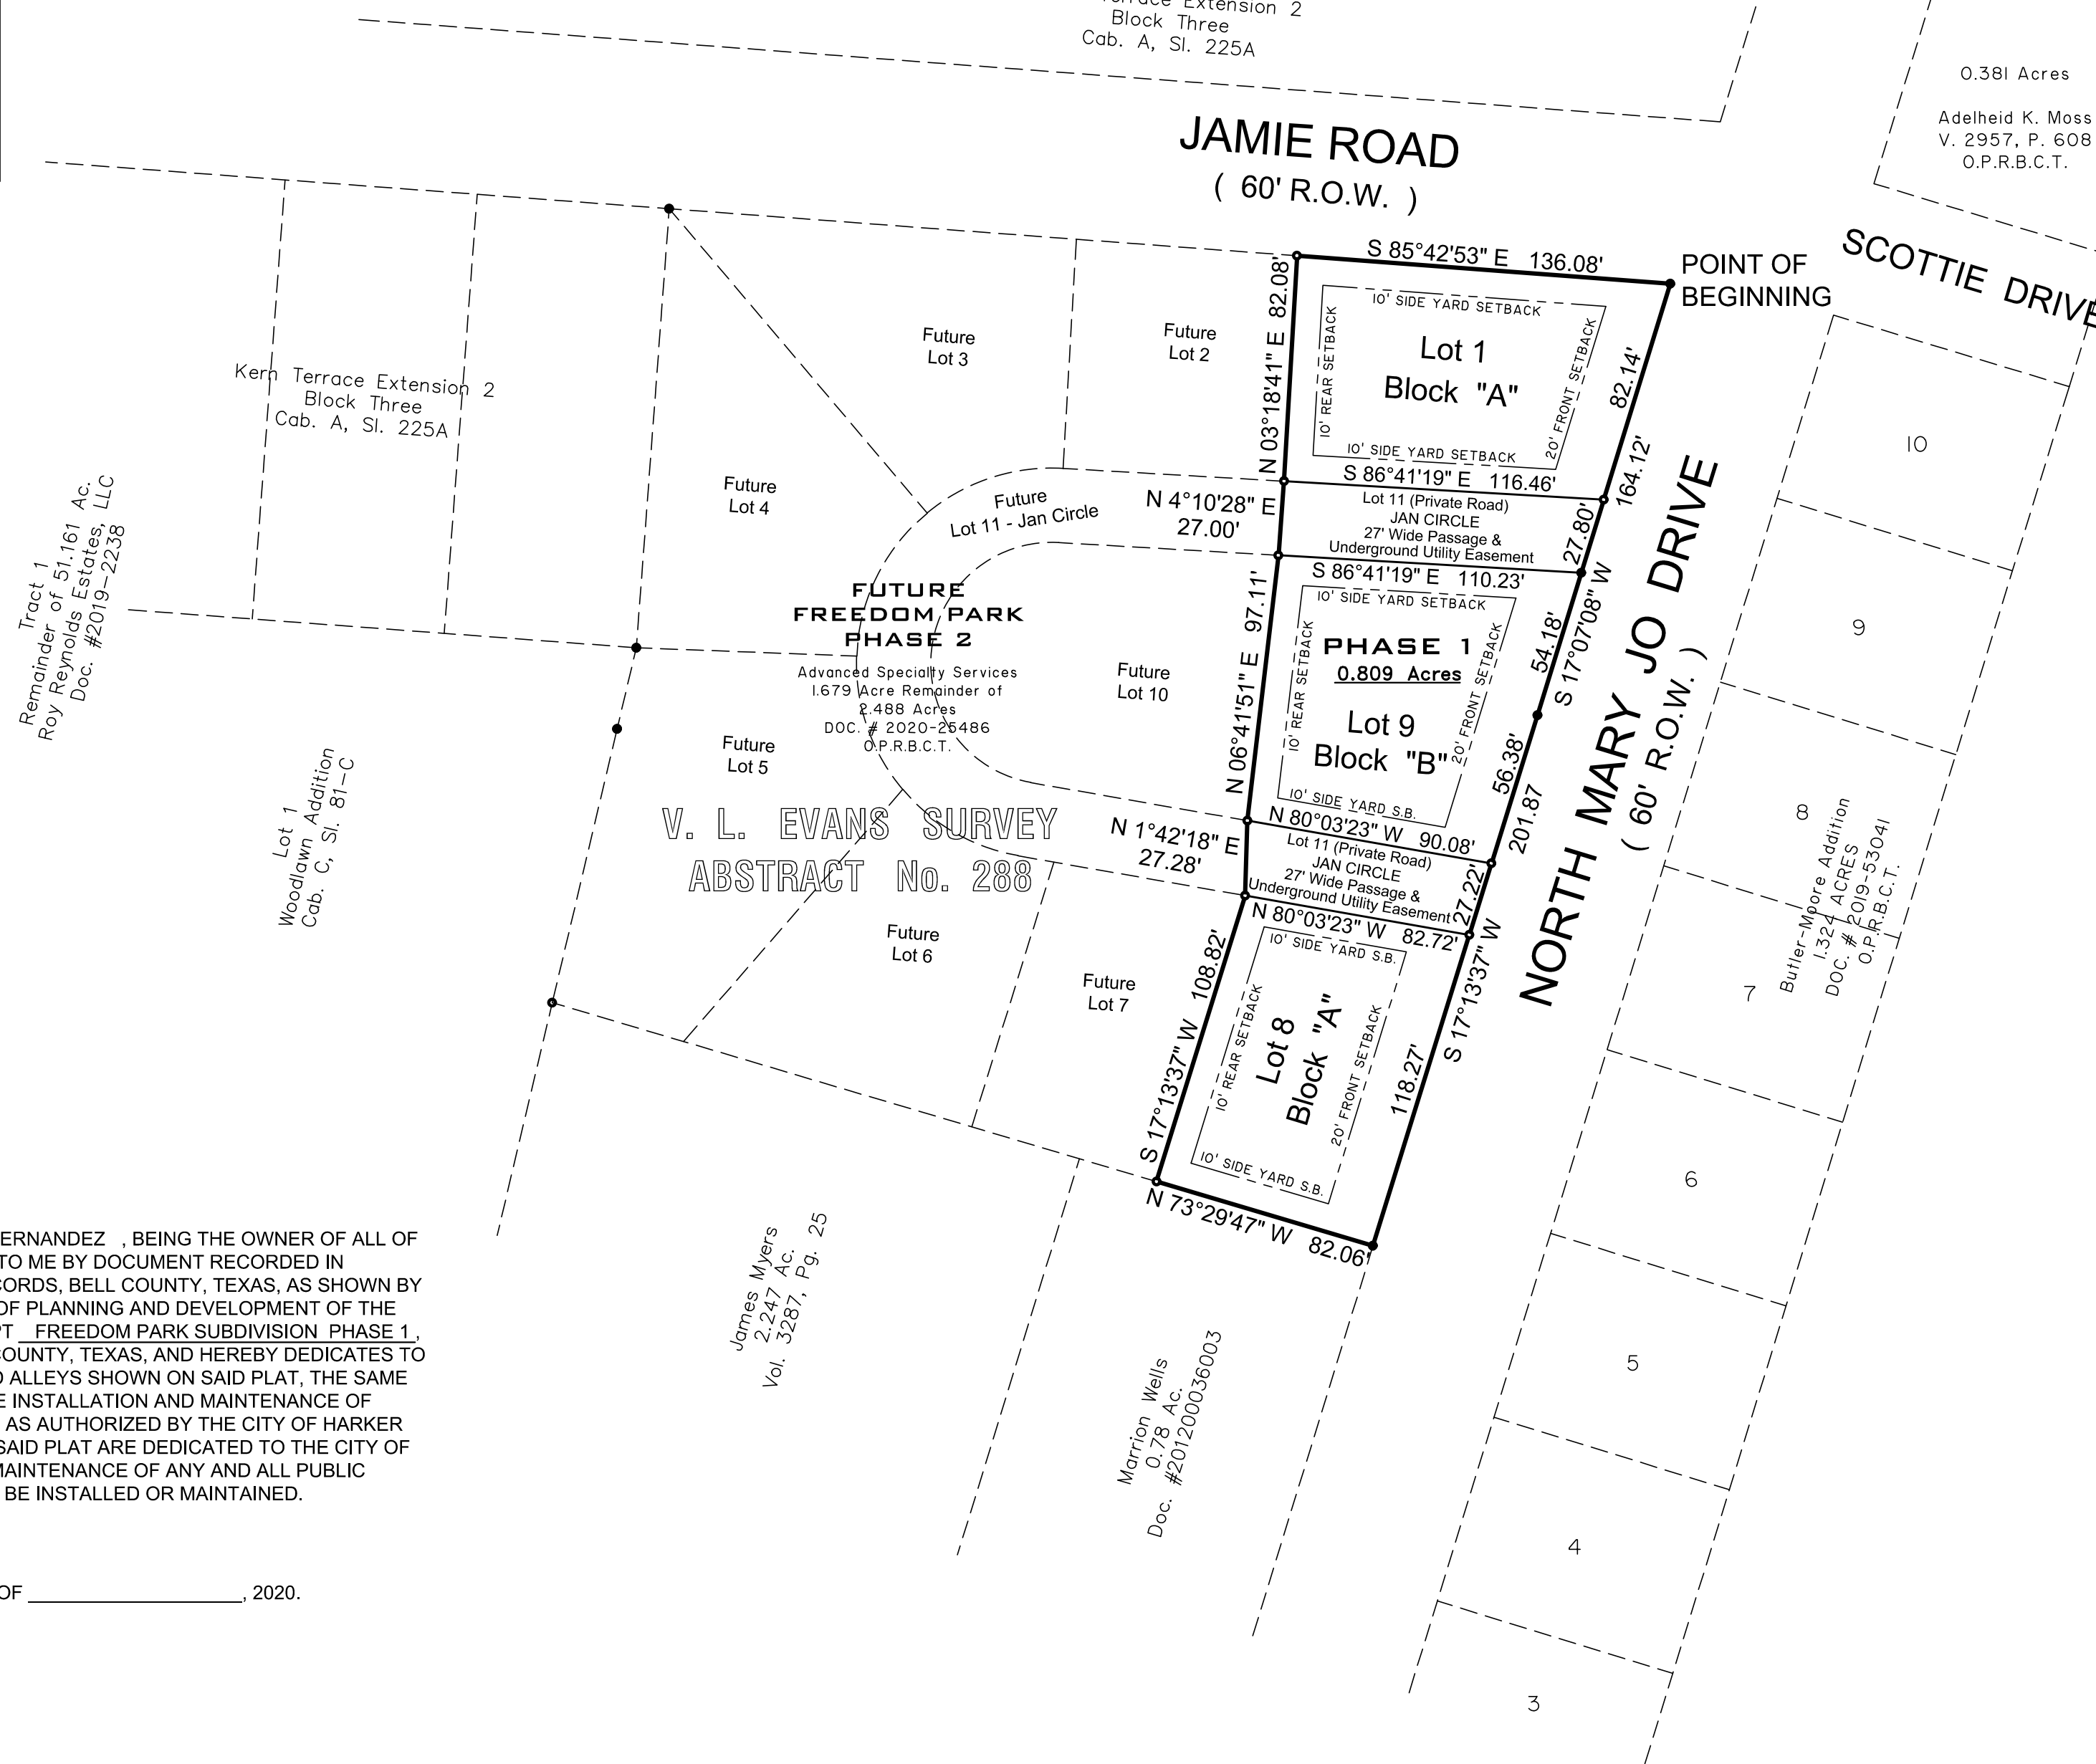 Terrace Extension 2
Block Three
Cab. A, Sl. 225A
0.381 Acres
Adelheid K. Moss
V. 2957, P. 608
O.P.R.B.C.T.
JAMIE ROAD
( 60' R.O.W. )
SCOTTIE DRIVE
POINT OF
BEGINNING
S 85°42'53" E 136.08'
N 03°18'41" E 82.08'
10' SIDE YARD SETBACK
10' REAR SETBACK
20' FRONT SETBACK
Lot 1
Block "A"
10' SIDE YARD SETBACK
82.14'
164.12'
S 86°41'19" E 116.46'
Future
Lot 3
Future
Lot 2
Kern Terrace Extension 2
Block Three
Cab. A, Sl. 225A
Future
Lot 4
Future
Lot 11 - Jan Circle
N 4°10'28" E
27.00'
Lot 11 (Private Road)
JAN CIRCLE
27' Wide Passage &
Underground Utility Easement
27.80'
S 86°41'19" E 110.23'
Tract 1
Remainder of 51.161 Ac.
Roy Reynolds Estates, LLC
Doc. #2019-2238
FUTURE
FREEDOM PARK
PHASE 2
Advanced Specialty Services
1.679 Acre Remainder of
2.488 Acres
DOC. # 2020-25486
O.P.R.B.C.T.
Future
Lot 10
Future
Lot 5
N 06°41'51" E 97.11'
10' SIDE YARD SETBACK
10' REAR SETBACK
20' FRONT SETBACK
PHASE 1
0.809 Acres
Lot 9
Block "B"
10' SIDE YARD S.B.
54.18'
S 17°07'08" W
56.38'
201.87
NORTH MARY JO DRIVE
( 60' R.O.W. )
V. L. EVANS SURVEY
ABSTRACT No. 288
Lot 1
Woodlawn Addition
Cab. C, Sl. 81-C
N 1°42'18" E
27.28'
N 80°03'23" W 90.08'
Lot 11 (Private Road)
JAN CIRCLE
27' Wide Passage &
Underground Utility Easement
27.22'
N 80°03'23" W 82.72'
Future
Lot 6
Future
Lot 7
S 17°13'37" W 108.82'
10' SIDE YARD S.B.
10' REAR SETBACK
20' FRONT SETBACK
Lot 8
Block "A"
10' SIDE YARD S.B.
S 17°13'37" W
118.27'
N 73°29'47" W 82.06'
10
9
8
Butler-Moore Addition
1.324 ACRES
DOC. # 2019-53041
O.P.R.B.C.T.
7
6
5
4
3
James Myers
2.247 Ac.
Vol. 3287, Pg. 25
Marrion Wells
0.78 Ac.
Doc. #201200036003
ERNANDEZ , BEING THE OWNER OF ALL OF
TO ME BY DOCUMENT RECORDED IN
CORDS, BELL COUNTY, TEXAS, AS SHOWN BY
OF PLANNING AND DEVELOPMENT OF THE
PT FREEDOM PARK SUBDIVISION PHASE 1 ,
COUNTY, TEXAS, AND HEREBY DEDICATES TO
D ALLEYS SHOWN ON SAID PLAT, THE SAME
E INSTALLATION AND MAINTENANCE OF
AS AUTHORIZED BY THE CITY OF HARKER
SAID PLAT ARE DEDICATED TO THE CITY OF
MAINTENANCE OF ANY AND ALL PUBLIC
BE INSTALLED OR MAINTAINED.
OF ____________________, 2020.